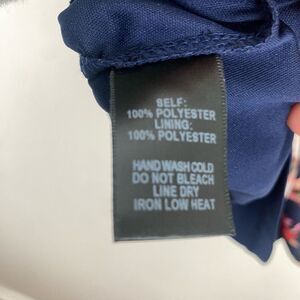 SELF:
100% POLYESTER
LINING:
100% POLYESTER
HAND WASH COLD
DO NOT BLEACH
LINE DRY
IRON LOW HEAT